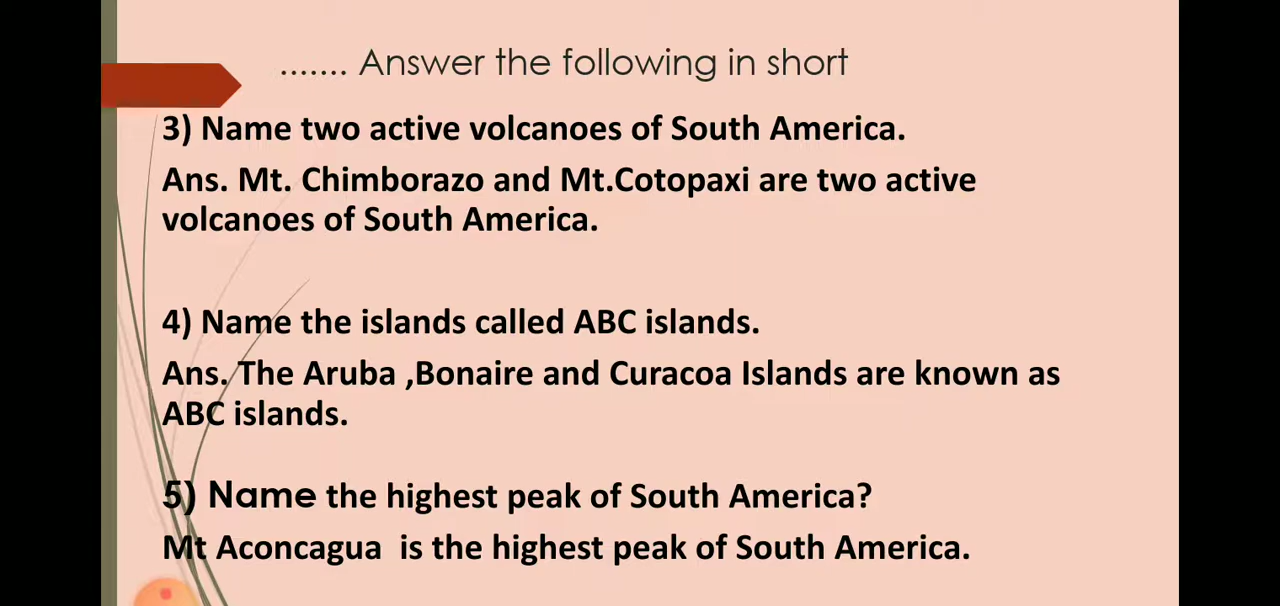 ....... Answer the following in short
3) Name two active volcanoes of South America.
Ans. Mt. Chimborazo and Mt.Cotopaxi are two active
volcanoes of South America.
4) Name the islands called ABC islands.
Ans. The Aruba ,Bonaire and Curacoa Islands are known as
ABC islands.
5) Name the highest peak of South America?
Mt Aconcagua  is the highest peak of South America.